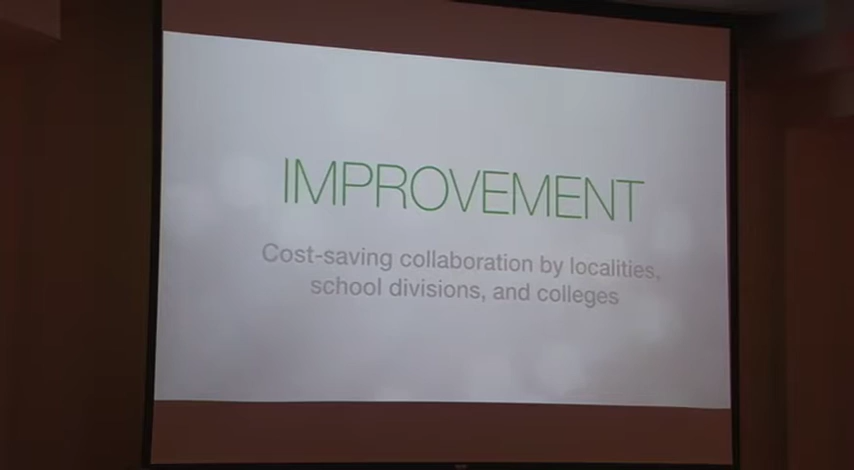 IMPROVEMENT
Cost-saving collaboration by localities,
school divisions, and colleges